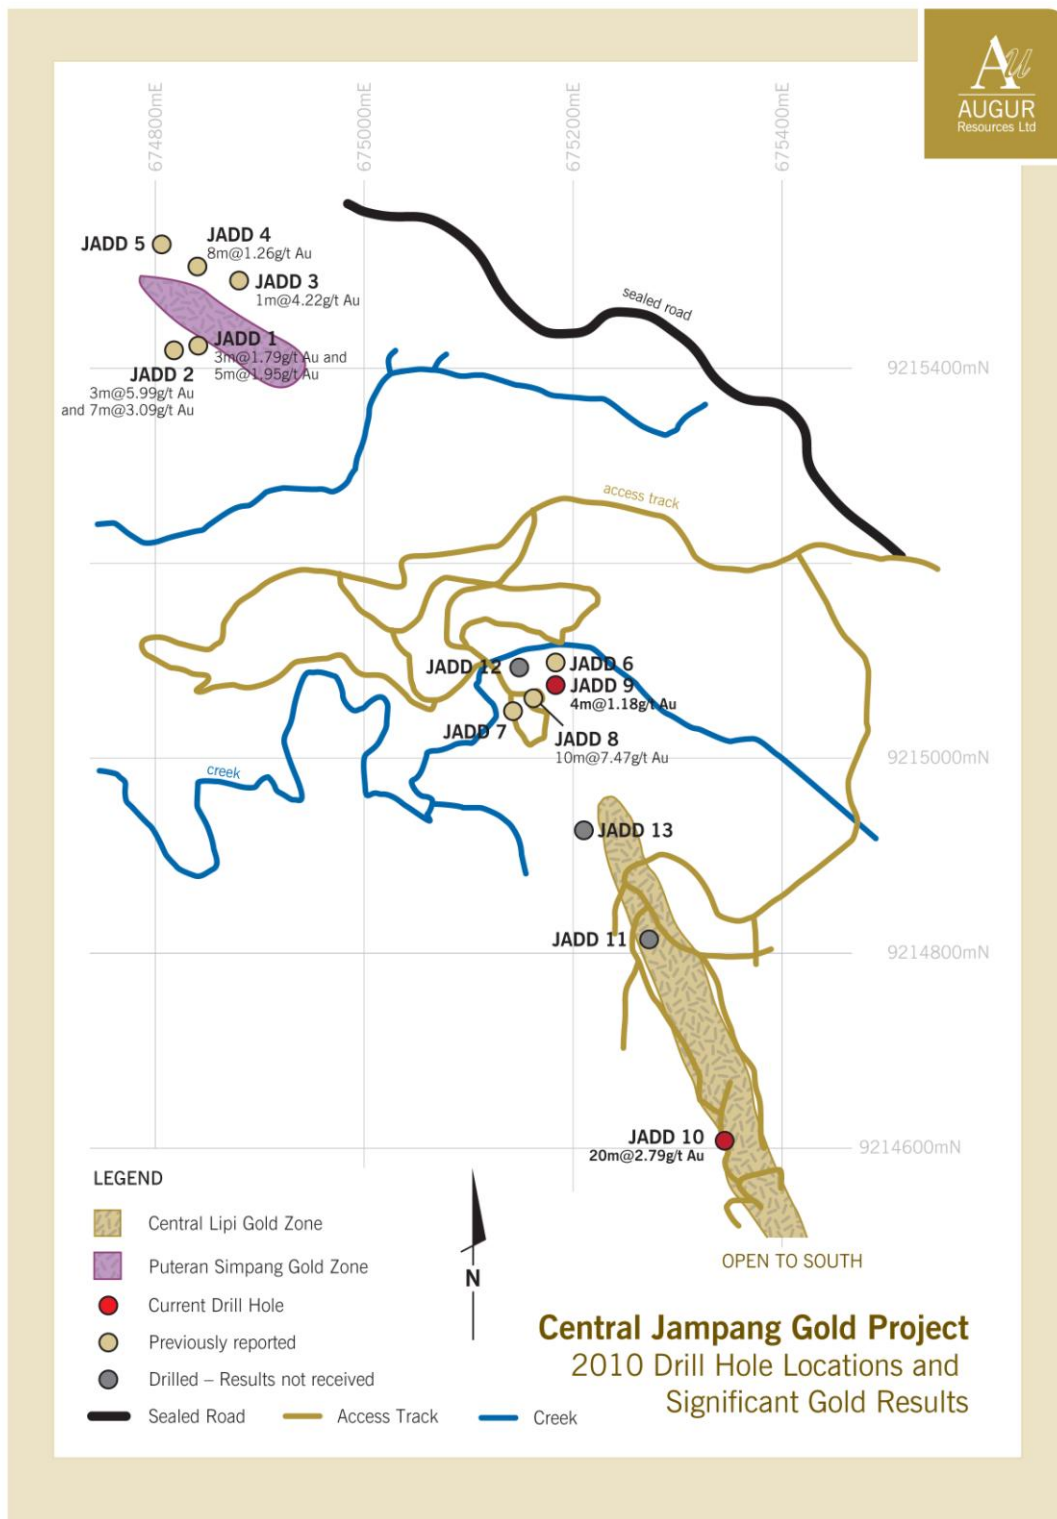 Au
AUGUR
Resources Ltd
674800mE
675000mE
675200mE
675400mE
JADD 5
JADD 4
8m@1.26g/t Au
JADD 3
1m@4.22g/t Au
sealed road
JADD 1
3m@1.79g/t Au and
5m@1.95g/t Au
JADD 2
3m@5.99g/t Au
and 7m@3.09g/t Au
9215400mN
access track
JADD 12
JADD 6
JADD 9
4m@1.18g/t Au
JADD 7
JADD 8
10m@7.47g/t Au
9215000mN
creek
JADD 13
JADD 11
9214800mN
JADD 10
20m@2.79g/t Au
9214600mN
LEGEND
Central Lipi Gold Zone
Puteran Simpang Gold Zone
Current Drill Hole
Previously reported
Drilled – Results not received
Sealed Road
Access Track
Creek
N
OPEN TO SOUTH
Central Jampang Gold Project
2010 Drill Hole Locations and
Significant Gold Results